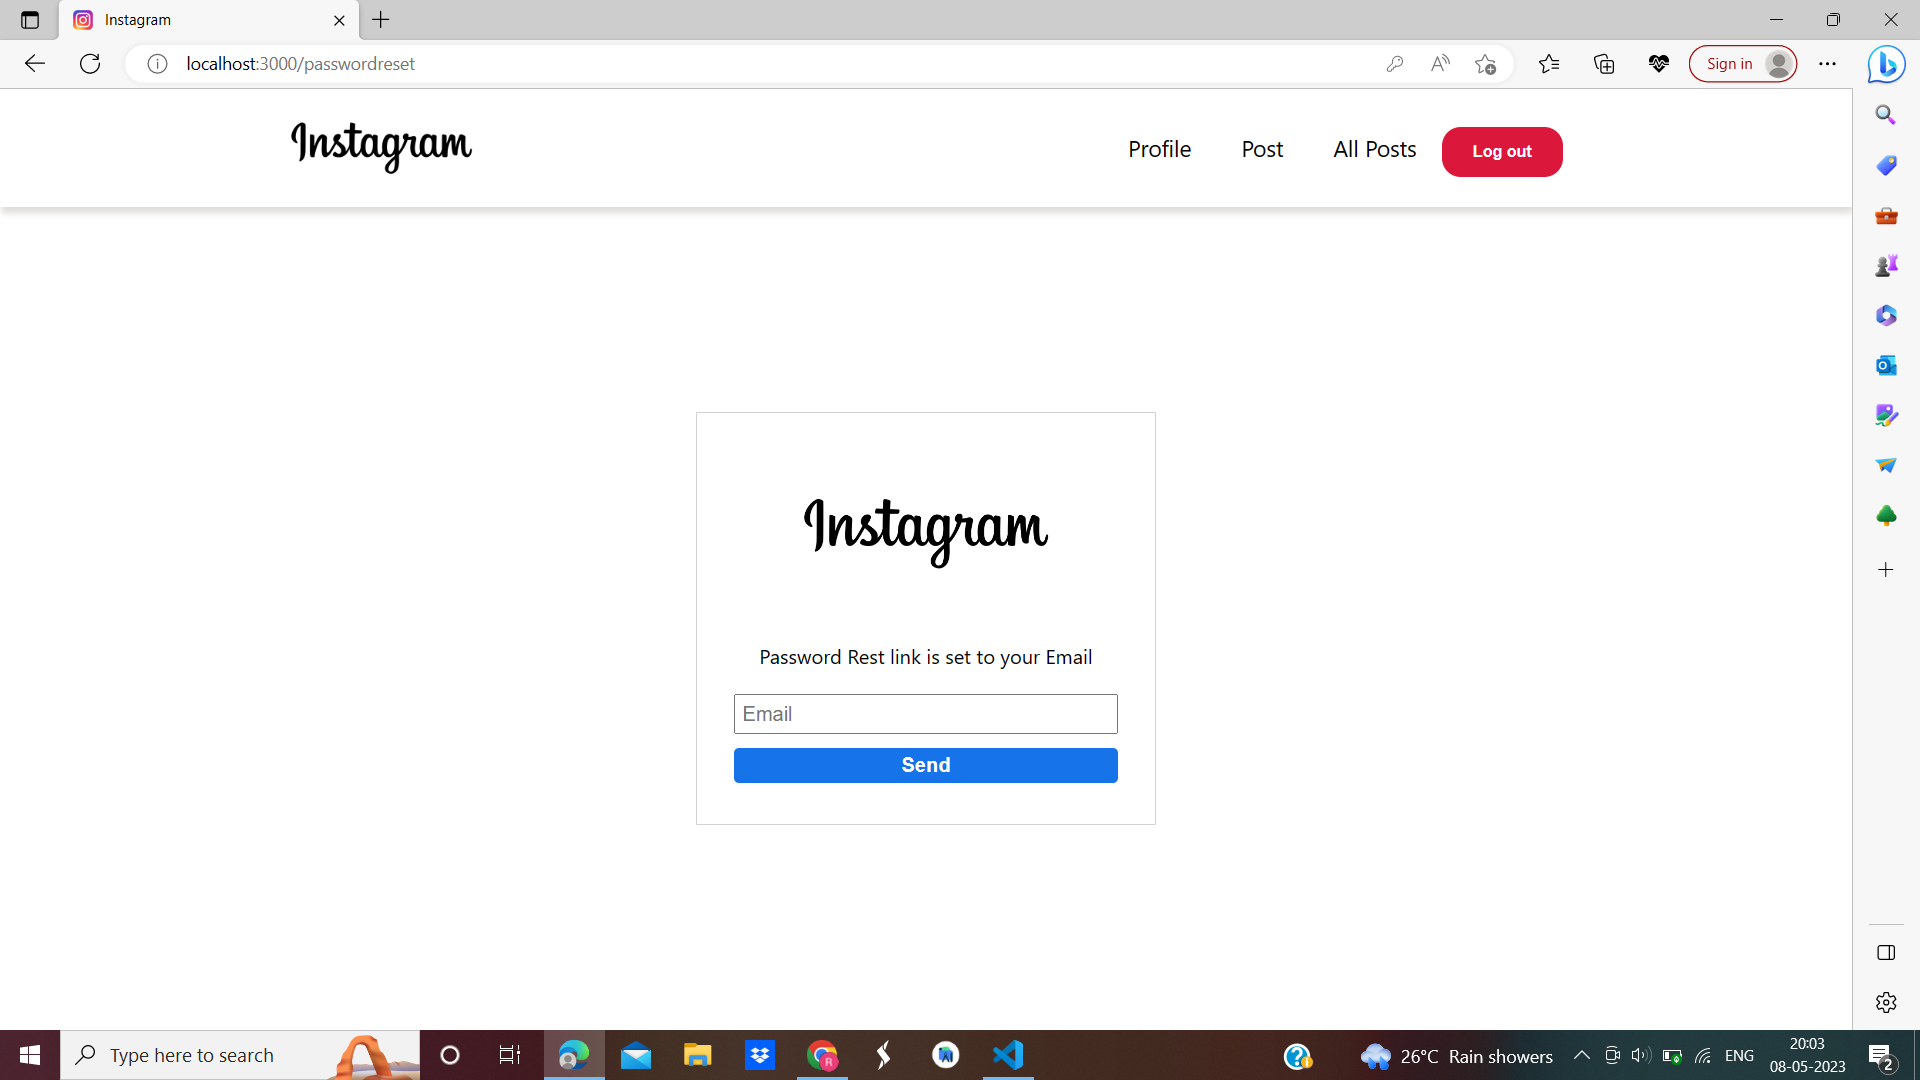 Instagram
localhost:3000/passwordreset
Sign in
Instagram
Profile
Post
All Posts
Log out
Instagram
Password Rest link is set to your Email
Email
Send
Type here to search
26°C Rain showers
ENG
20:03
08-05-2023
2